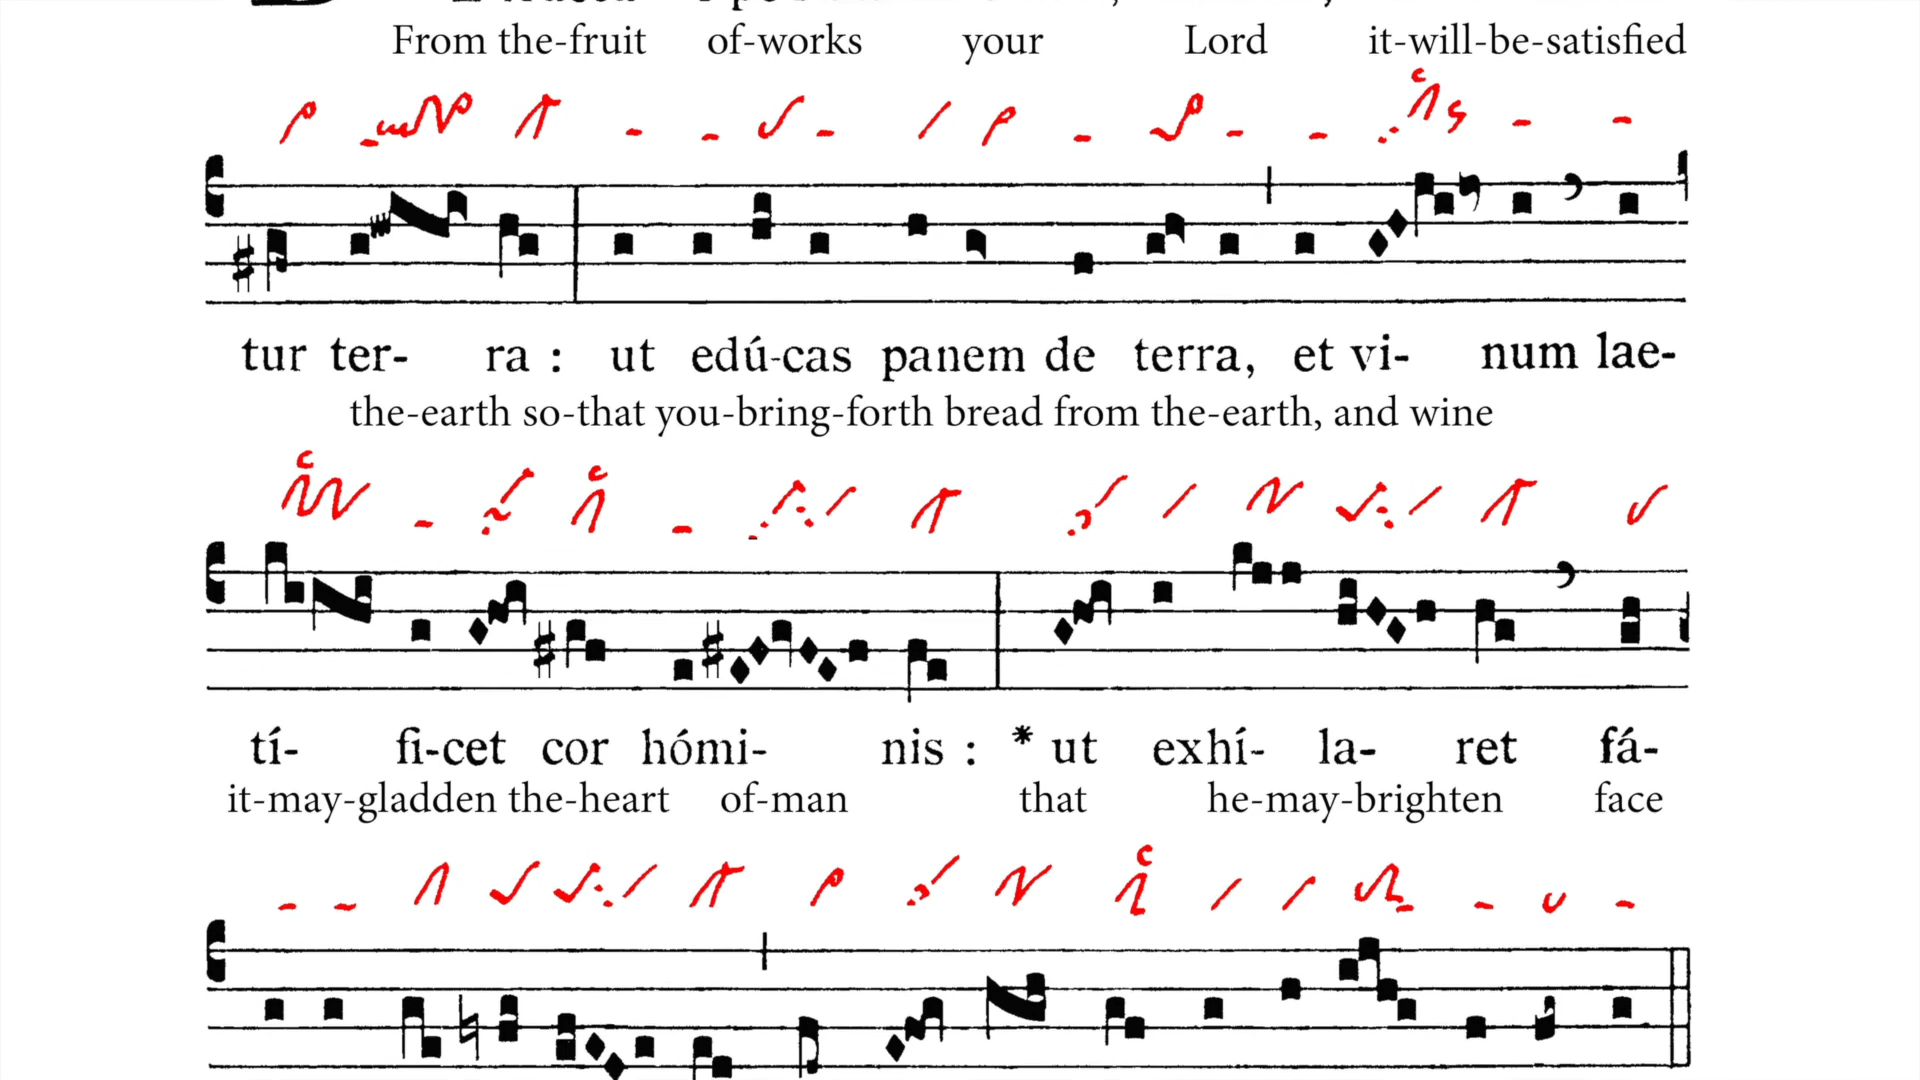 From the-fruit of-works your Lord it-will-be-satisfied
tur ter- ra : ut edú-cas panem de terra, et vi- num lae-
the-earth so-that you-bring-forth bread from the-earth, and wine
tí- fi-cet cor hómi- nis : * ut exhí- la- ret fá-
it-may-gladden the-heart of-man that he-may-brighten face